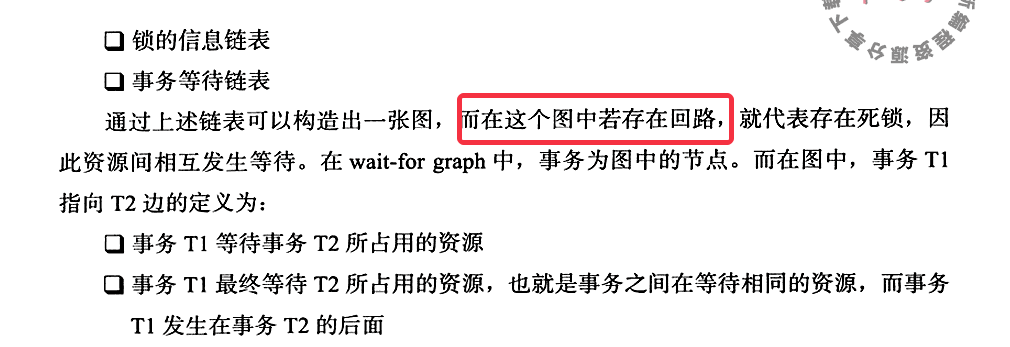 锁的信息链表
事务等待链表
通过上述链表可以构造出一张图，而在这个图中若存在回路，就代表存在死锁，因
此资源间相互发生等待。在 wait-for graph 中，事务为图中的节点。而在图中，事务 T1
指向 T2 边的定义为：
事务 T1 等待事务 T2 所占用的资源
事务 T1 最终等待 T2 所占用的资源，也就是事务之间在等待相同的资源，而事务
T1 发生在事务 T2 的后面
编程资源分享下